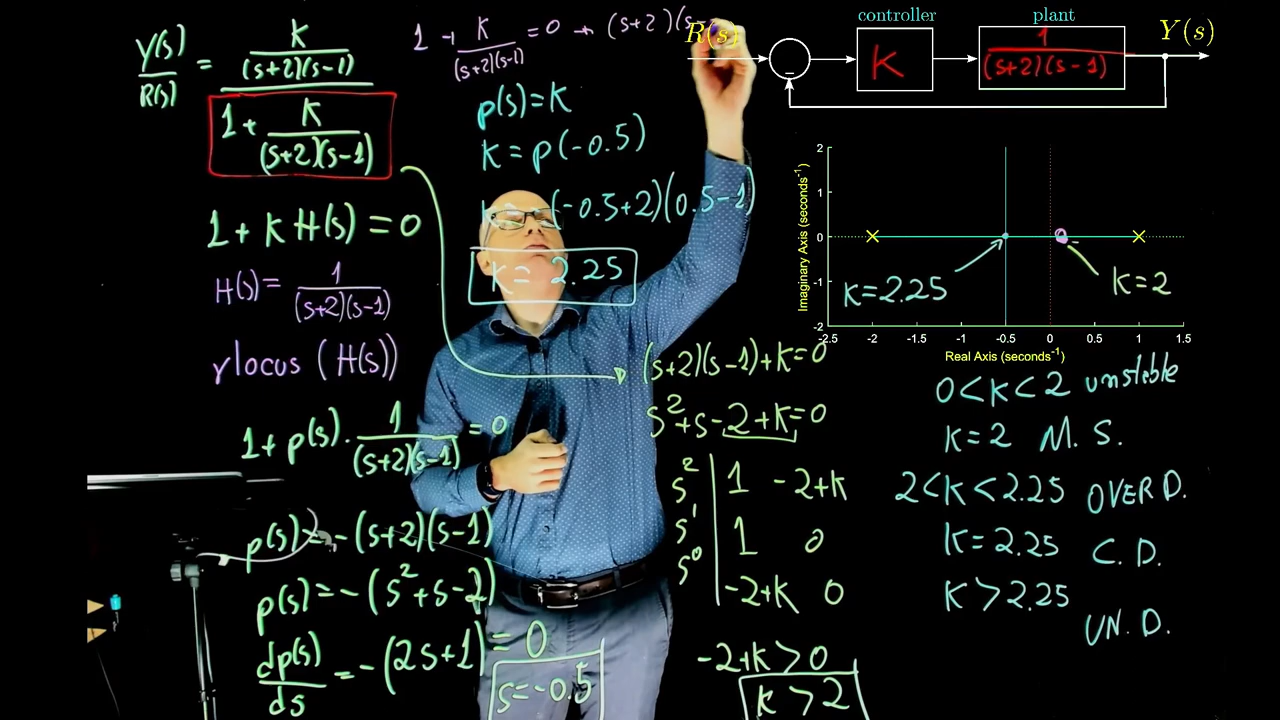 Y(s)/R(s) = (K/((s+2)(s-1)))/(1+K/((s+2)(s-1)))
1 + K H(s) = 0
H(s) = 1/((s+2)(s-1))
rlocus (H(s))
1 + p(s) · 1/((s+2)(s-1)) = 0
p(s) = -(s+2)(s-1)
p(s) = -(s²+s-2)
dp(s)/ds = -(2s+1) = 0
s=-0.5
1 + K/((s+2)(s-1)) = 0 → (s+2)(s-
p(s)=K
K = p(-0.5)
(-0.5+2)(0.5-1)
K = 2.25
(s+2)(s-1)+K=0
s²+s-2+K=0
s² 1 -2+K
s¹ 1 0
s⁰ -2+K 0
-2+K>0
K>2
controller
plant
R(s)
-
K
1/((s+2)(s-1))
Y(s)
Imaginary Axis (seconds⁻¹)
2
1
0
-1
-2
K=2.25
K=2
-2.5 -2 -1.5 -1 -0.5 0 0.5 1 1.5
Real Axis (seconds⁻¹)
0<K<2 unstable
K=2 M. S.
2<K<2.25 OVER D.
K=2.25 C. D.
K>2.25
UN. D.